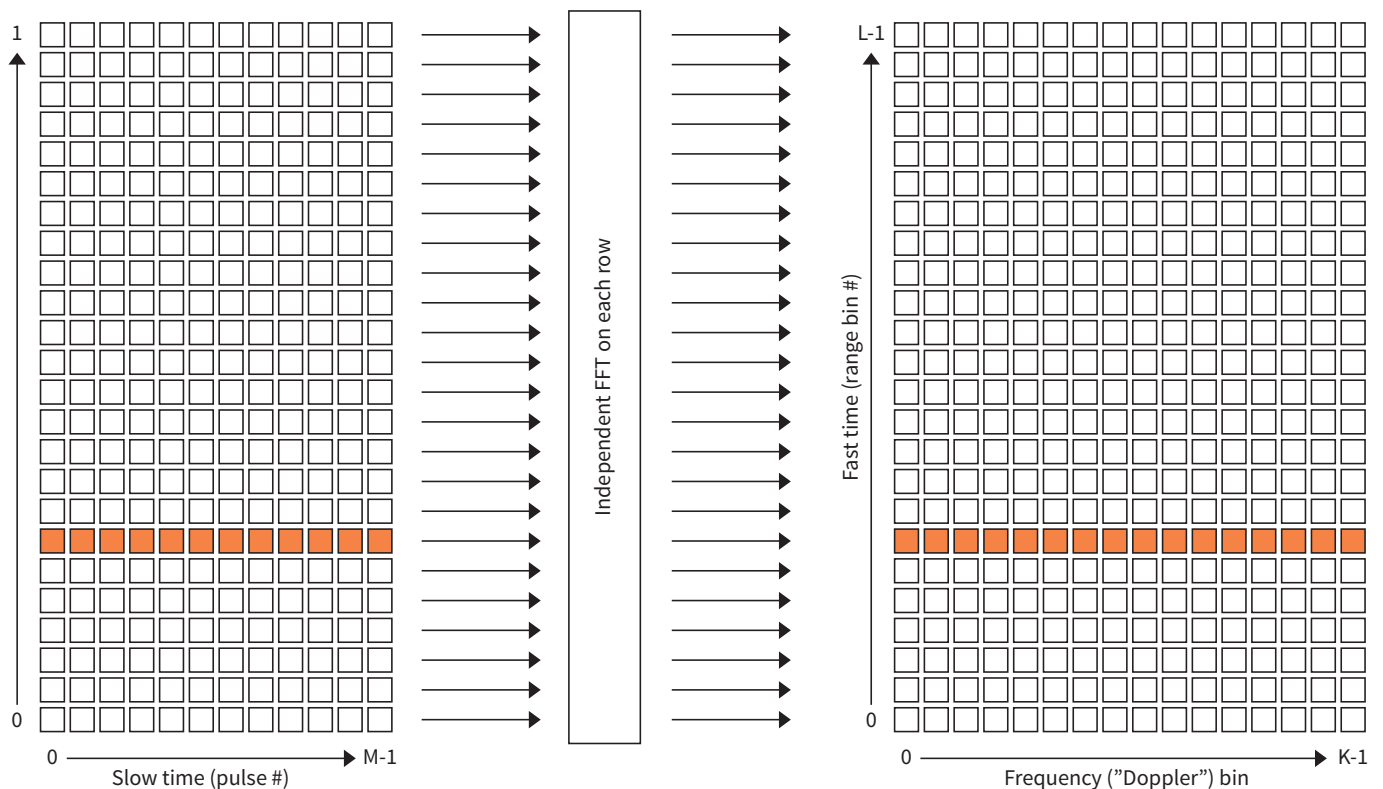 1
0
0
M-1
Slow time (pulse #)
Independent FFT on each row
L-1
Fast time (range bin #)
0
0
K-1
Frequency (”Doppler”) bin